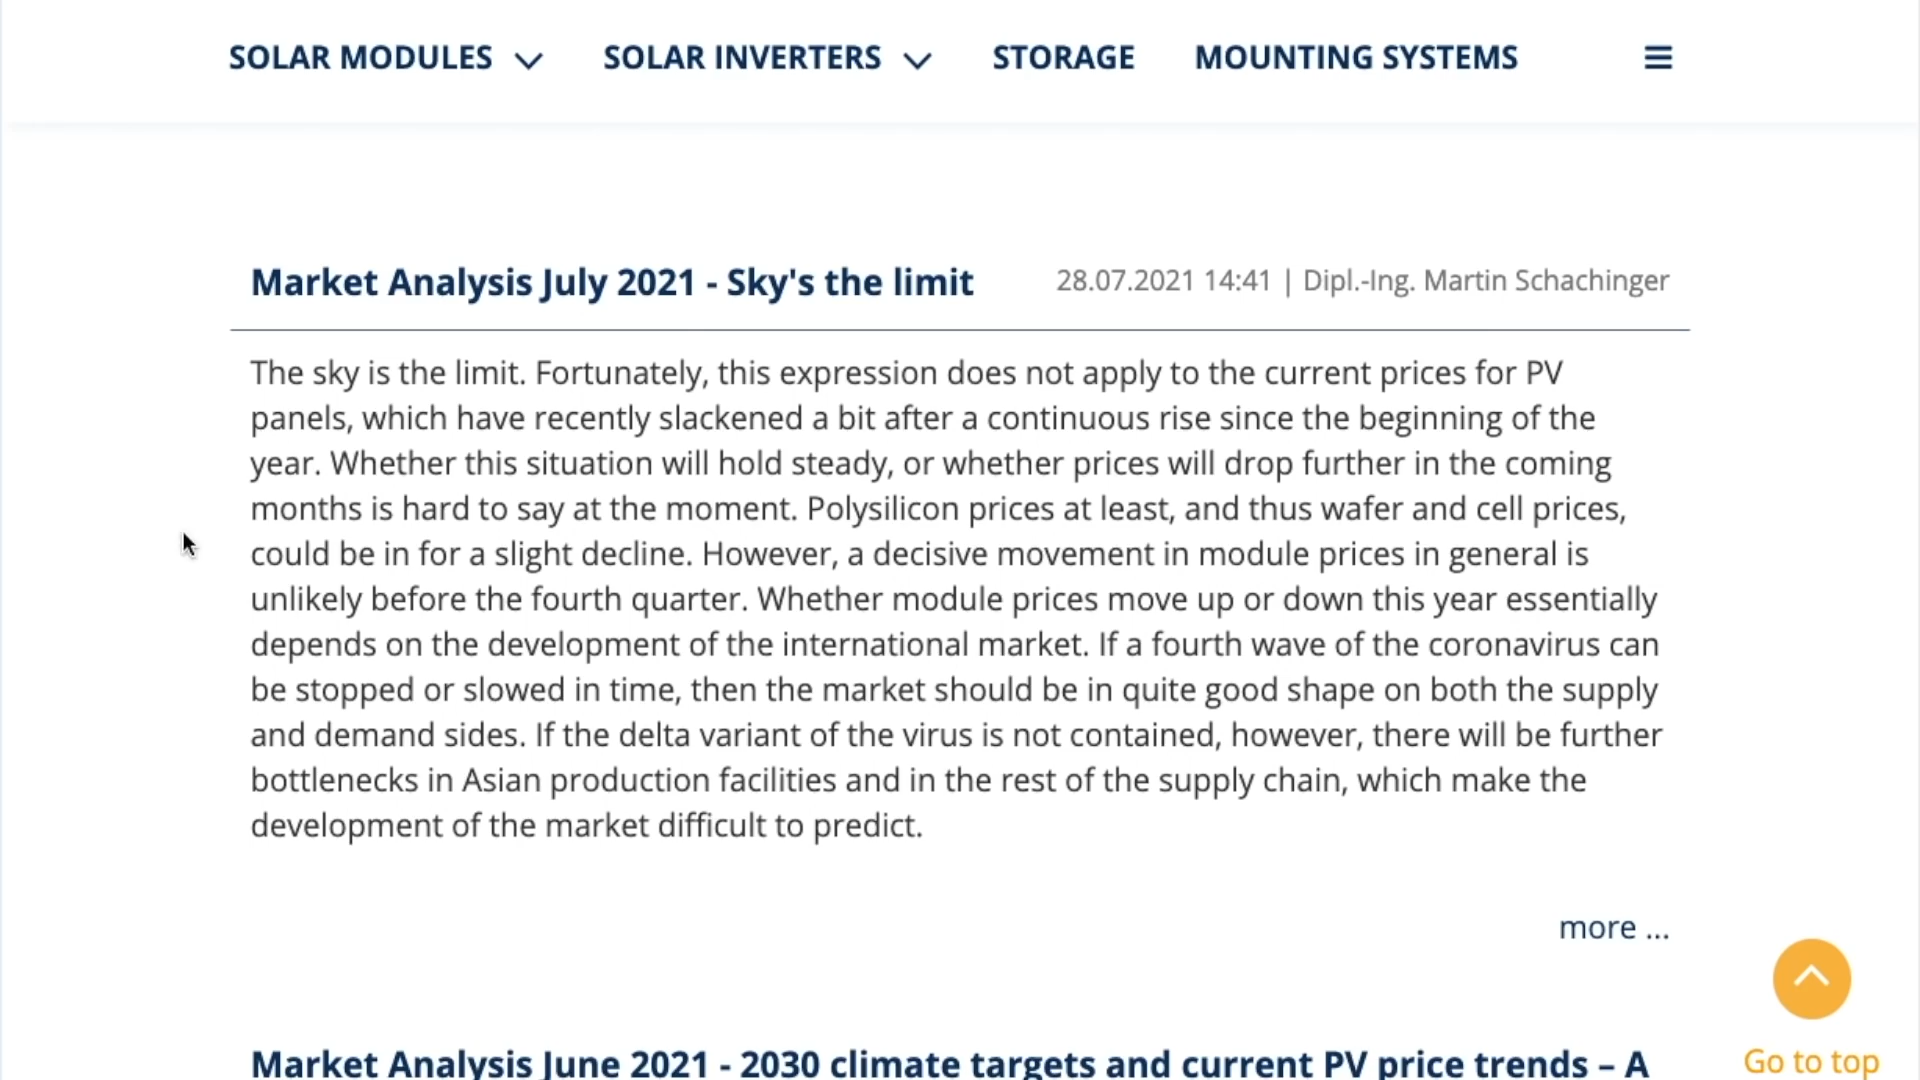 SOLAR MODULES SOLAR INVERTERS STORAGE MOUNTING SYSTEMS
Market Analysis July 2021 - Sky's the limit
28.07.2021 14:41 | Dipl.-Ing. Martin Schachinger
The sky is the limit. Fortunately, this expression does not apply to the current prices for PV
panels, which have recently slackened a bit after a continuous rise since the beginning of the
year. Whether this situation will hold steady, or whether prices will drop further in the coming
months is hard to say at the moment. Polysilicon prices at least, and thus wafer and cell prices,
could be in for a slight decline. However, a decisive movement in module prices in general is
unlikely before the fourth quarter. Whether module prices move up or down this year essentially
depends on the development of the international market. If a fourth wave of the coronavirus can
be stopped or slowed in time, then the market should be in quite good shape on both the supply
and demand sides. If the delta variant of the virus is not contained, however, there will be further
bottlenecks in Asian production facilities and in the rest of the supply chain, which make the
development of the market difficult to predict.
more ...
Market Analysis June 2021 - 2030 climate targets and current PV price trends – A
Go to top